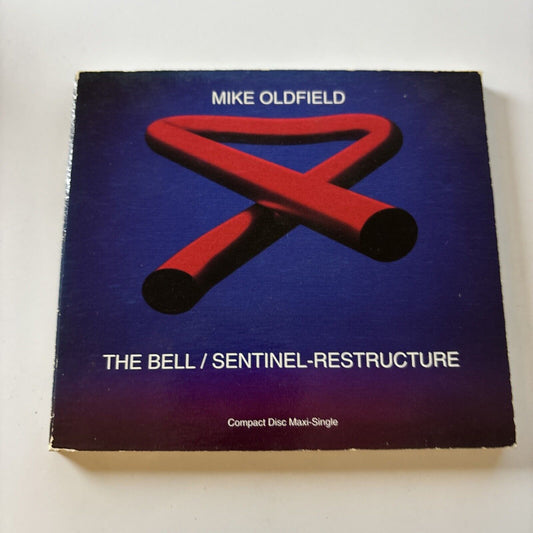 MIKE OLDFIELD
THE BELL / SENTINEL-RESTRUCTURE
Compact Disc Maxi-Single